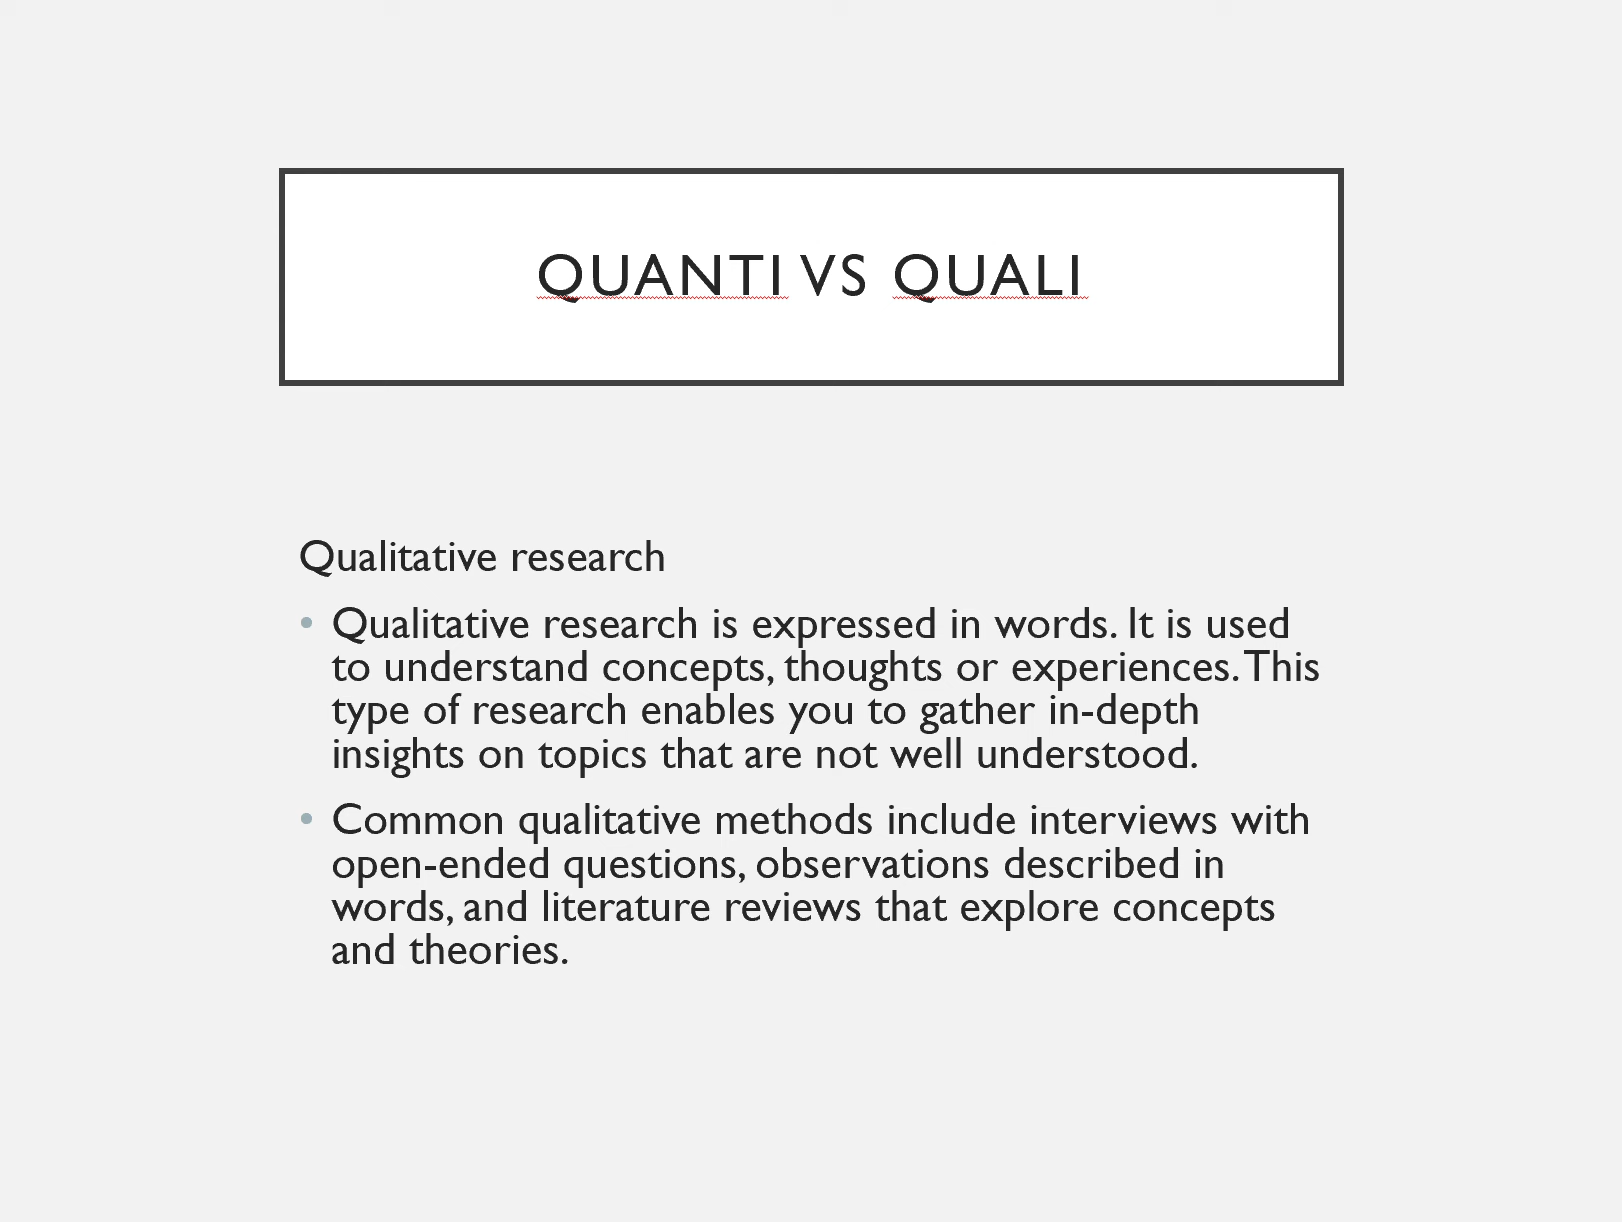 QUANTI VS QUALI
Qualitative research
• Qualitative research is expressed in words. It is used
to understand concepts, thoughts or experiences. This
type of research enables you to gather in-depth
insights on topics that are not well understood.
• Common qualitative methods include interviews with
open-ended questions, observations described in
words, and literature reviews that explore concepts
and theories.